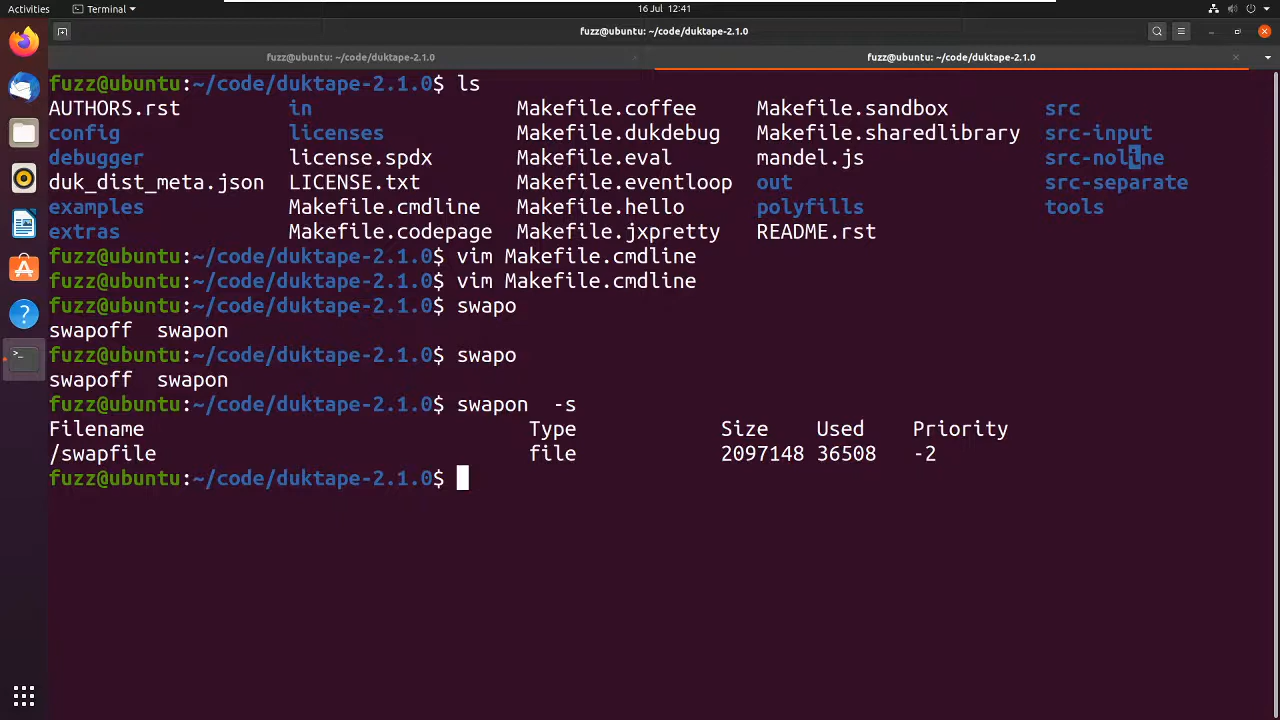 Activities Terminal 16 Jul 12:41
fuzz@ubuntu: ~/code/duktape-2.1.0
fuzz@ubuntu: ~/code/duktape-2.1.0 fuzz@ubuntu: ~/code/duktape-2.1.0
fuzz@ubuntu:~/code/duktape-2.1.0$ ls
AUTHORS.rst in Makefile.coffee Makefile.sandbox src
config licenses Makefile.dukdebug Makefile.sharedlibrary src-input
debugger license.spdx Makefile.eval mandel.js src-noline
duk_dist_meta.json LICENSE.txt Makefile.eventloop out src-separate
examples Makefile.cmdline Makefile.hello polyfills tools
extras Makefile.codepage Makefile.jxpretty README.rst
fuzz@ubuntu:~/code/duktape-2.1.0$ vim Makefile.cmdline
fuzz@ubuntu:~/code/duktape-2.1.0$ vim Makefile.cmdline
fuzz@ubuntu:~/code/duktape-2.1.0$ swapo
swapoff swapon
fuzz@ubuntu:~/code/duktape-2.1.0$ swapo
swapoff swapon
fuzz@ubuntu:~/code/duktape-2.1.0$ swapon -s
Filename Type Size Used Priority
/swapfile file 2097148 36508 -2
fuzz@ubuntu:~/code/duktape-2.1.0$